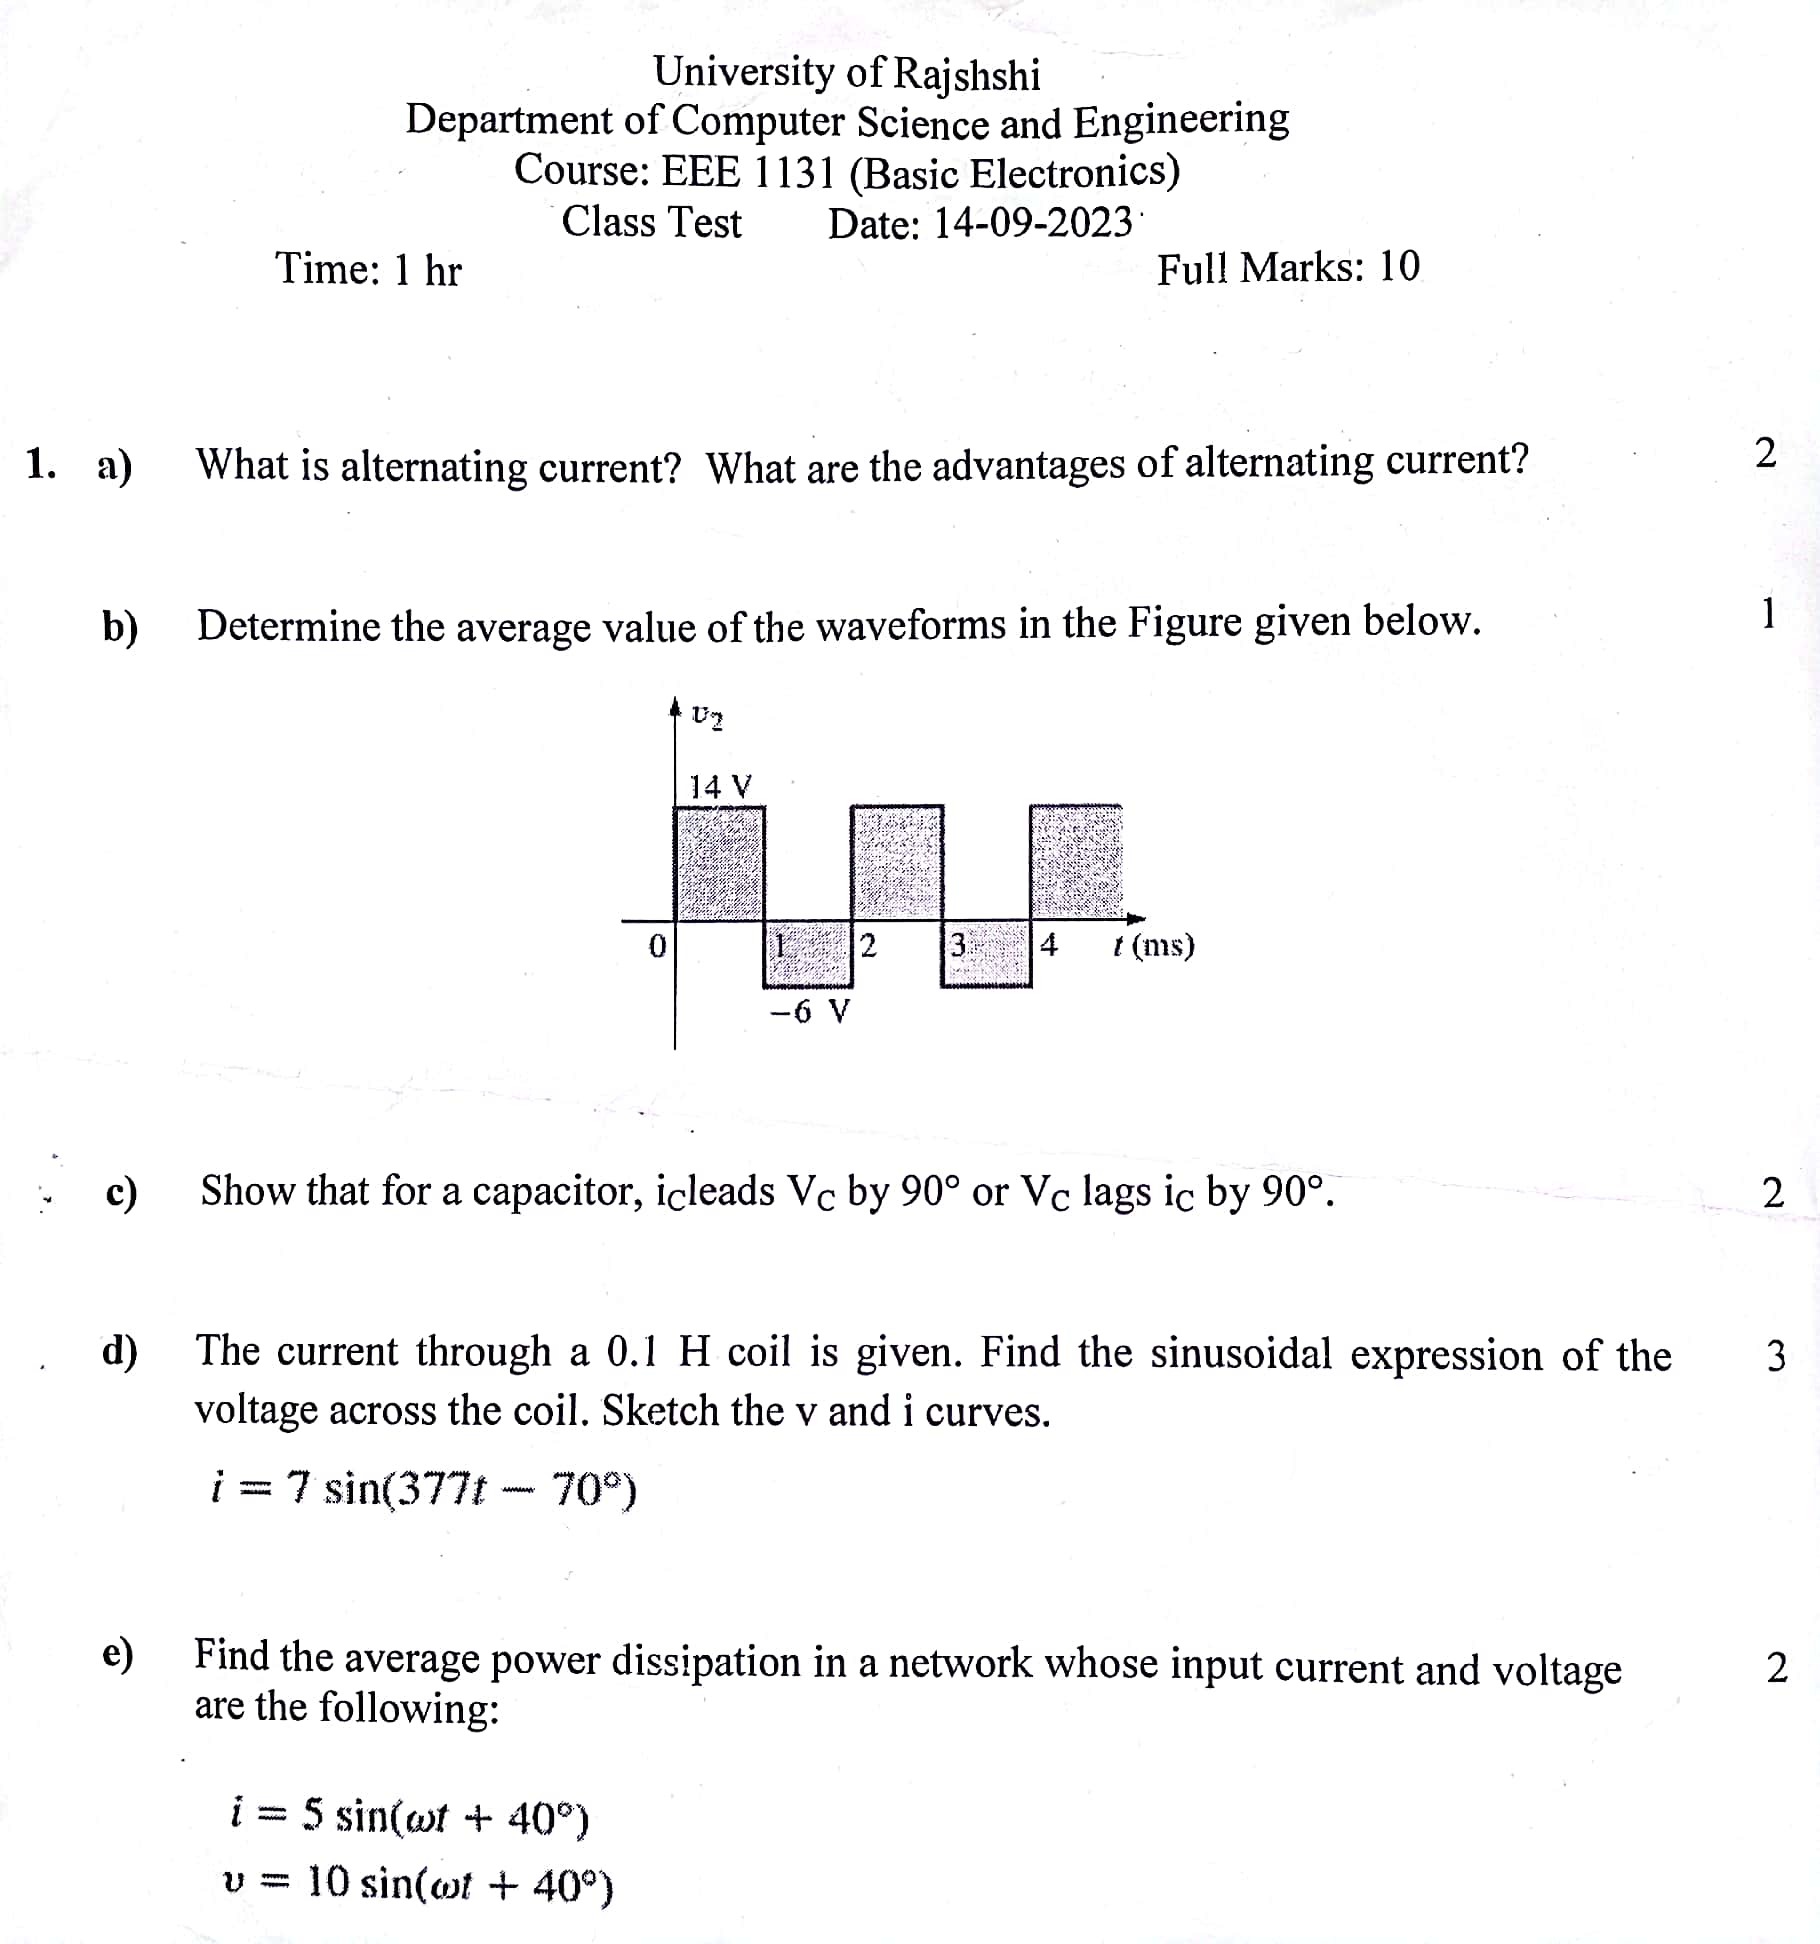 University of Rajshshi
Department of Computer Science and Engineering
Course: EEE 1131 (Basic Electronics)
Class Test Date: 14-09-2023
Time: 1 hr Full Marks: 10
1. a) What is alternating current? What are the advantages of alternating current? 2
b) Determine the average value of the waveforms in the Figure given below. 1
υ₂
14 V
0 1 2 3 4 t (ms)
−6 V
c) Show that for a capacitor, i_Cleads V_C by 90° or V_C lags i_C by 90°. 2
d) The current through a 0.1 H coil is given. Find the sinusoidal expression of the 3
voltage across the coil. Sketch the v and i curves.
i = 7 sin(377t − 70°)
e) Find the average power dissipation in a network whose input current and voltage 2
are the following:
i = 5 sin(ωt + 40°)
υ = 10 sin(ωt + 40°)